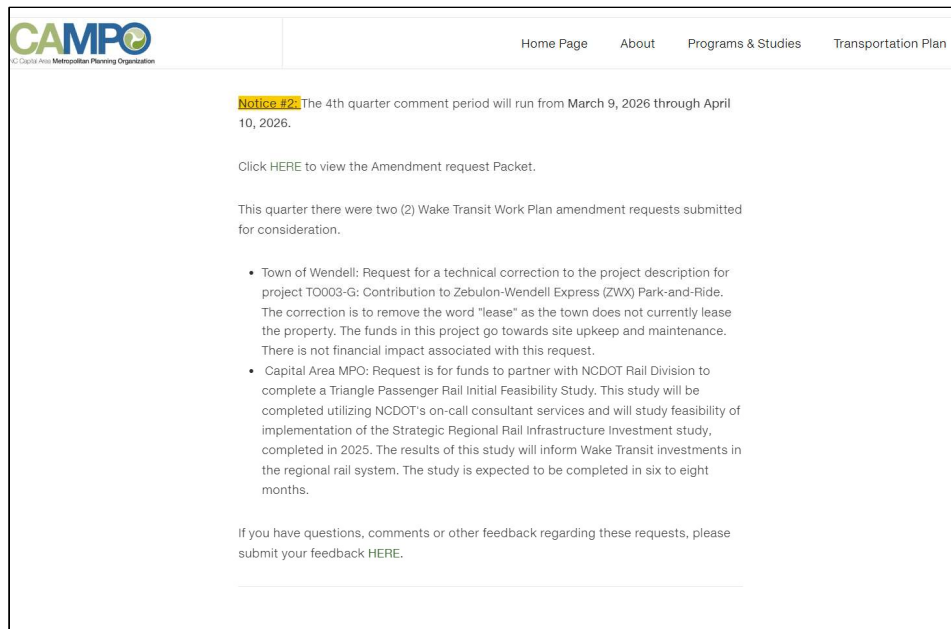 CAMPO
NC Capital Area Metropolitan Planning Organization
Home Page About Programs & Studies Transportation Plan
Notice #2: The 4th quarter comment period will run from March 9, 2026 through April
10, 2026.
Click HERE to view the Amendment request Packet.
This quarter there were two (2) Wake Transit Work Plan amendment requests submitted
for consideration.
• Town of Wendell: Request for a technical correction to the project description for
project TO003-G: Contribution to Zebulon-Wendell Express (ZWX) Park-and-Ride.
The correction is to remove the word "lease" as the town does not currently lease
the property. The funds in this project go towards site upkeep and maintenance.
There is not financial impact associated with this request.
• Capital Area MPO: Request is for funds to partner with NCDOT Rail Division to
complete a Triangle Passenger Rail Initial Feasibility Study. This study will be
completed utilizing NCDOT's on-call consultant services and will study feasibility of
implementation of the Strategic Regional Rail Infrastructure Investment study,
completed in 2025. The results of this study will inform Wake Transit investments in
the regional rail system. The study is expected to be completed in six to eight
months.
If you have questions, comments or other feedback regarding these requests, please
submit your feedback HERE.